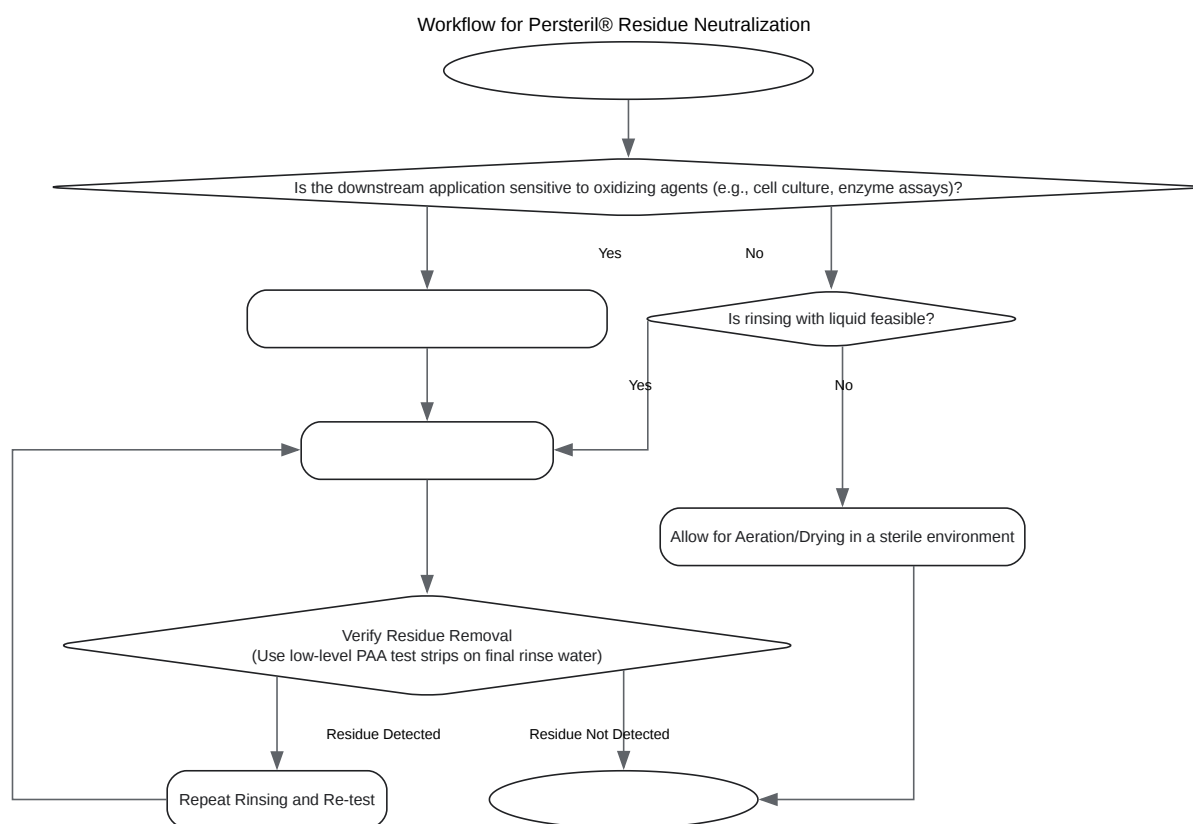 Workflow for Persteril® Residue Neutralization
Is the downstream application sensitive to oxidizing agents (e.g., cell culture, enzyme assays)?
Yes
No
Is rinsing with liquid feasible?
Yes
No
Allow for Aeration/Drying in a sterile environment
Verify Residue Removal
(Use low-level PAA test strips on final rinse water)
Residue Detected
Residue Not Detected
Repeat Rinsing and Re-test